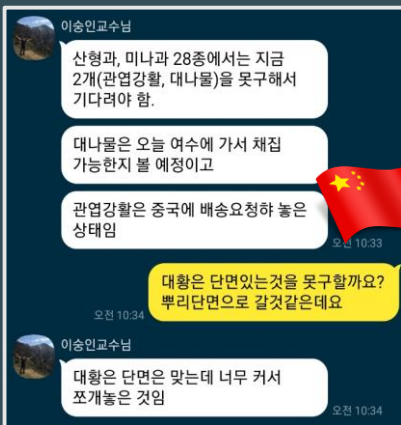 이숭인교수님
산형과, 미나과 28종에서는 지금
2개(관엽강활, 대나물)을 못구해서
기다려야 함.
대나물은 오늘 여수에 가서 채집
가능한지 볼 예정이고
관엽강활은 중국에 배송요청햐 놓은
상태임
오전 10:33
대황은 단면있는것을 못구할까요?
뿌리단면으로 갈것같은데요
오전 10:34
이숭인교수님
대황은 단면은 맞는데 너무 커서
쪼개놓은 것임
오전 10:34